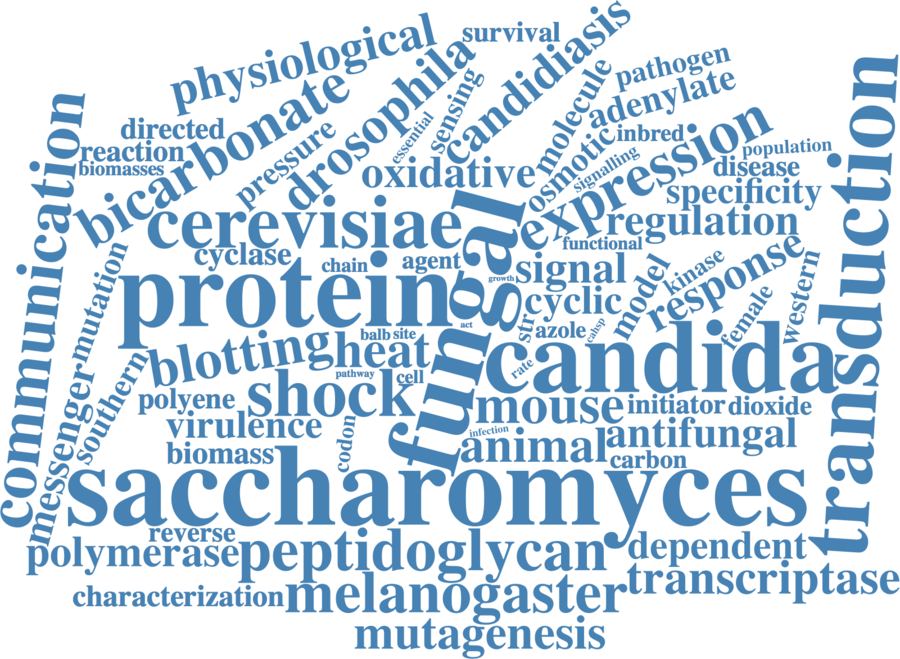 physiological
survival
candidiasis
drosophila
sensing
essential
molecule
pathogen
adenylate
bicarbonate
directed
reaction
biomasses
pressure
oxidative
osmotic
inbred
signalling
population
disease
expression
specificity
regulation
transduction
communication
cerevisiae
fungal
functional
cyclase
chain
agent
signal
growth
kinase
response
model
female
western
mutation
protein
cyclic
str
azole
cahsp
act
balb
site
blotting
heat
pathway
cell
rate
candida
messenger
southern
polyene
shock
mouse
initiator
dioxide
virulence
codon
infection
animal
antifungal
biomass
carbon
saccharomyces
reverse
polymerase
peptidoglycan
dependent
transcriptase
characterization
melanogaster
mutagenesis